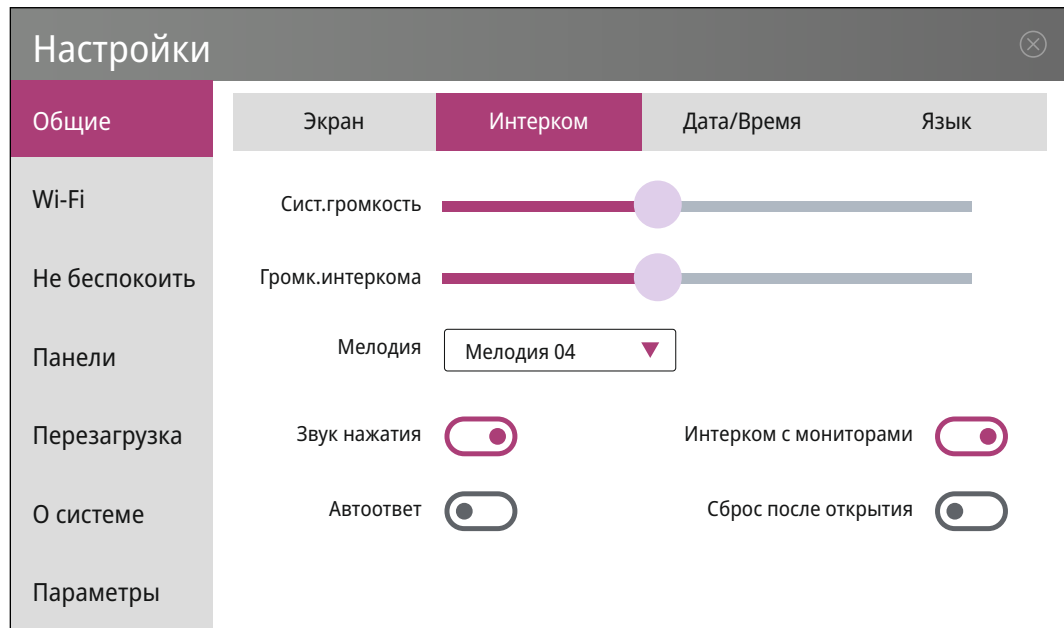 Настройки
Общие
Wi-Fi
Не беспокоить
Панели
Перезагрузка
О системе
Параметры
Экран Интерком Дата/Время Язык
Сист.громкость
Громк.интеркома
Мелодия Мелодия 04
Звук нажатия Интерком с мониторами
Автоответ Сброс после открытия